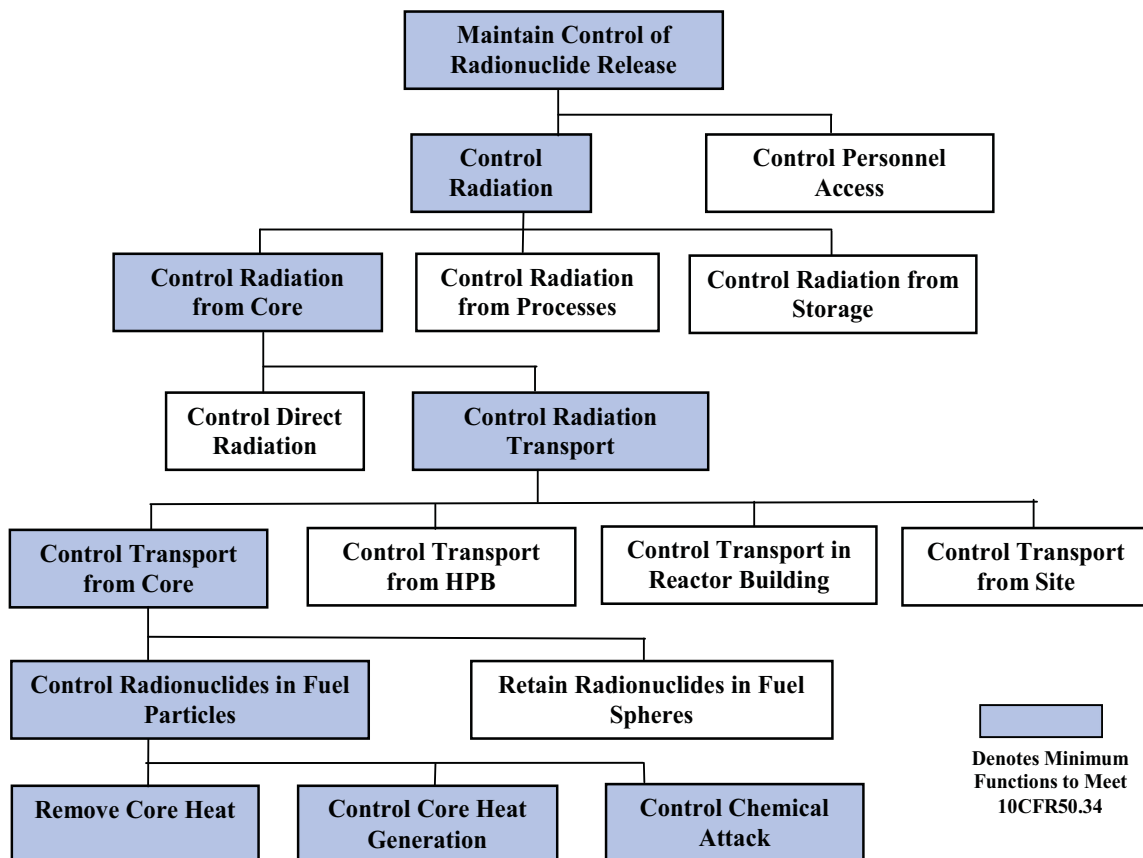 Maintain Control of
Radionuclide Release
Control
Radiation
Control Personnel
Access
Control Radiation
from Core
Control Radiation
from Processes
Control Radiation from
Storage
Control Direct
Radiation
Control Radiation
Transport
Control Transport
from Core
Control Transport
from HPB
Control Transport in
Reactor Building
Control Transport
from Site
Control Radionuclides in Fuel
Particles
Retain Radionuclides in Fuel
Spheres
Remove Core Heat
Control Core Heat
Generation
Control Chemical
Attack
Denotes Minimum
Functions to Meet
10CFR50.34